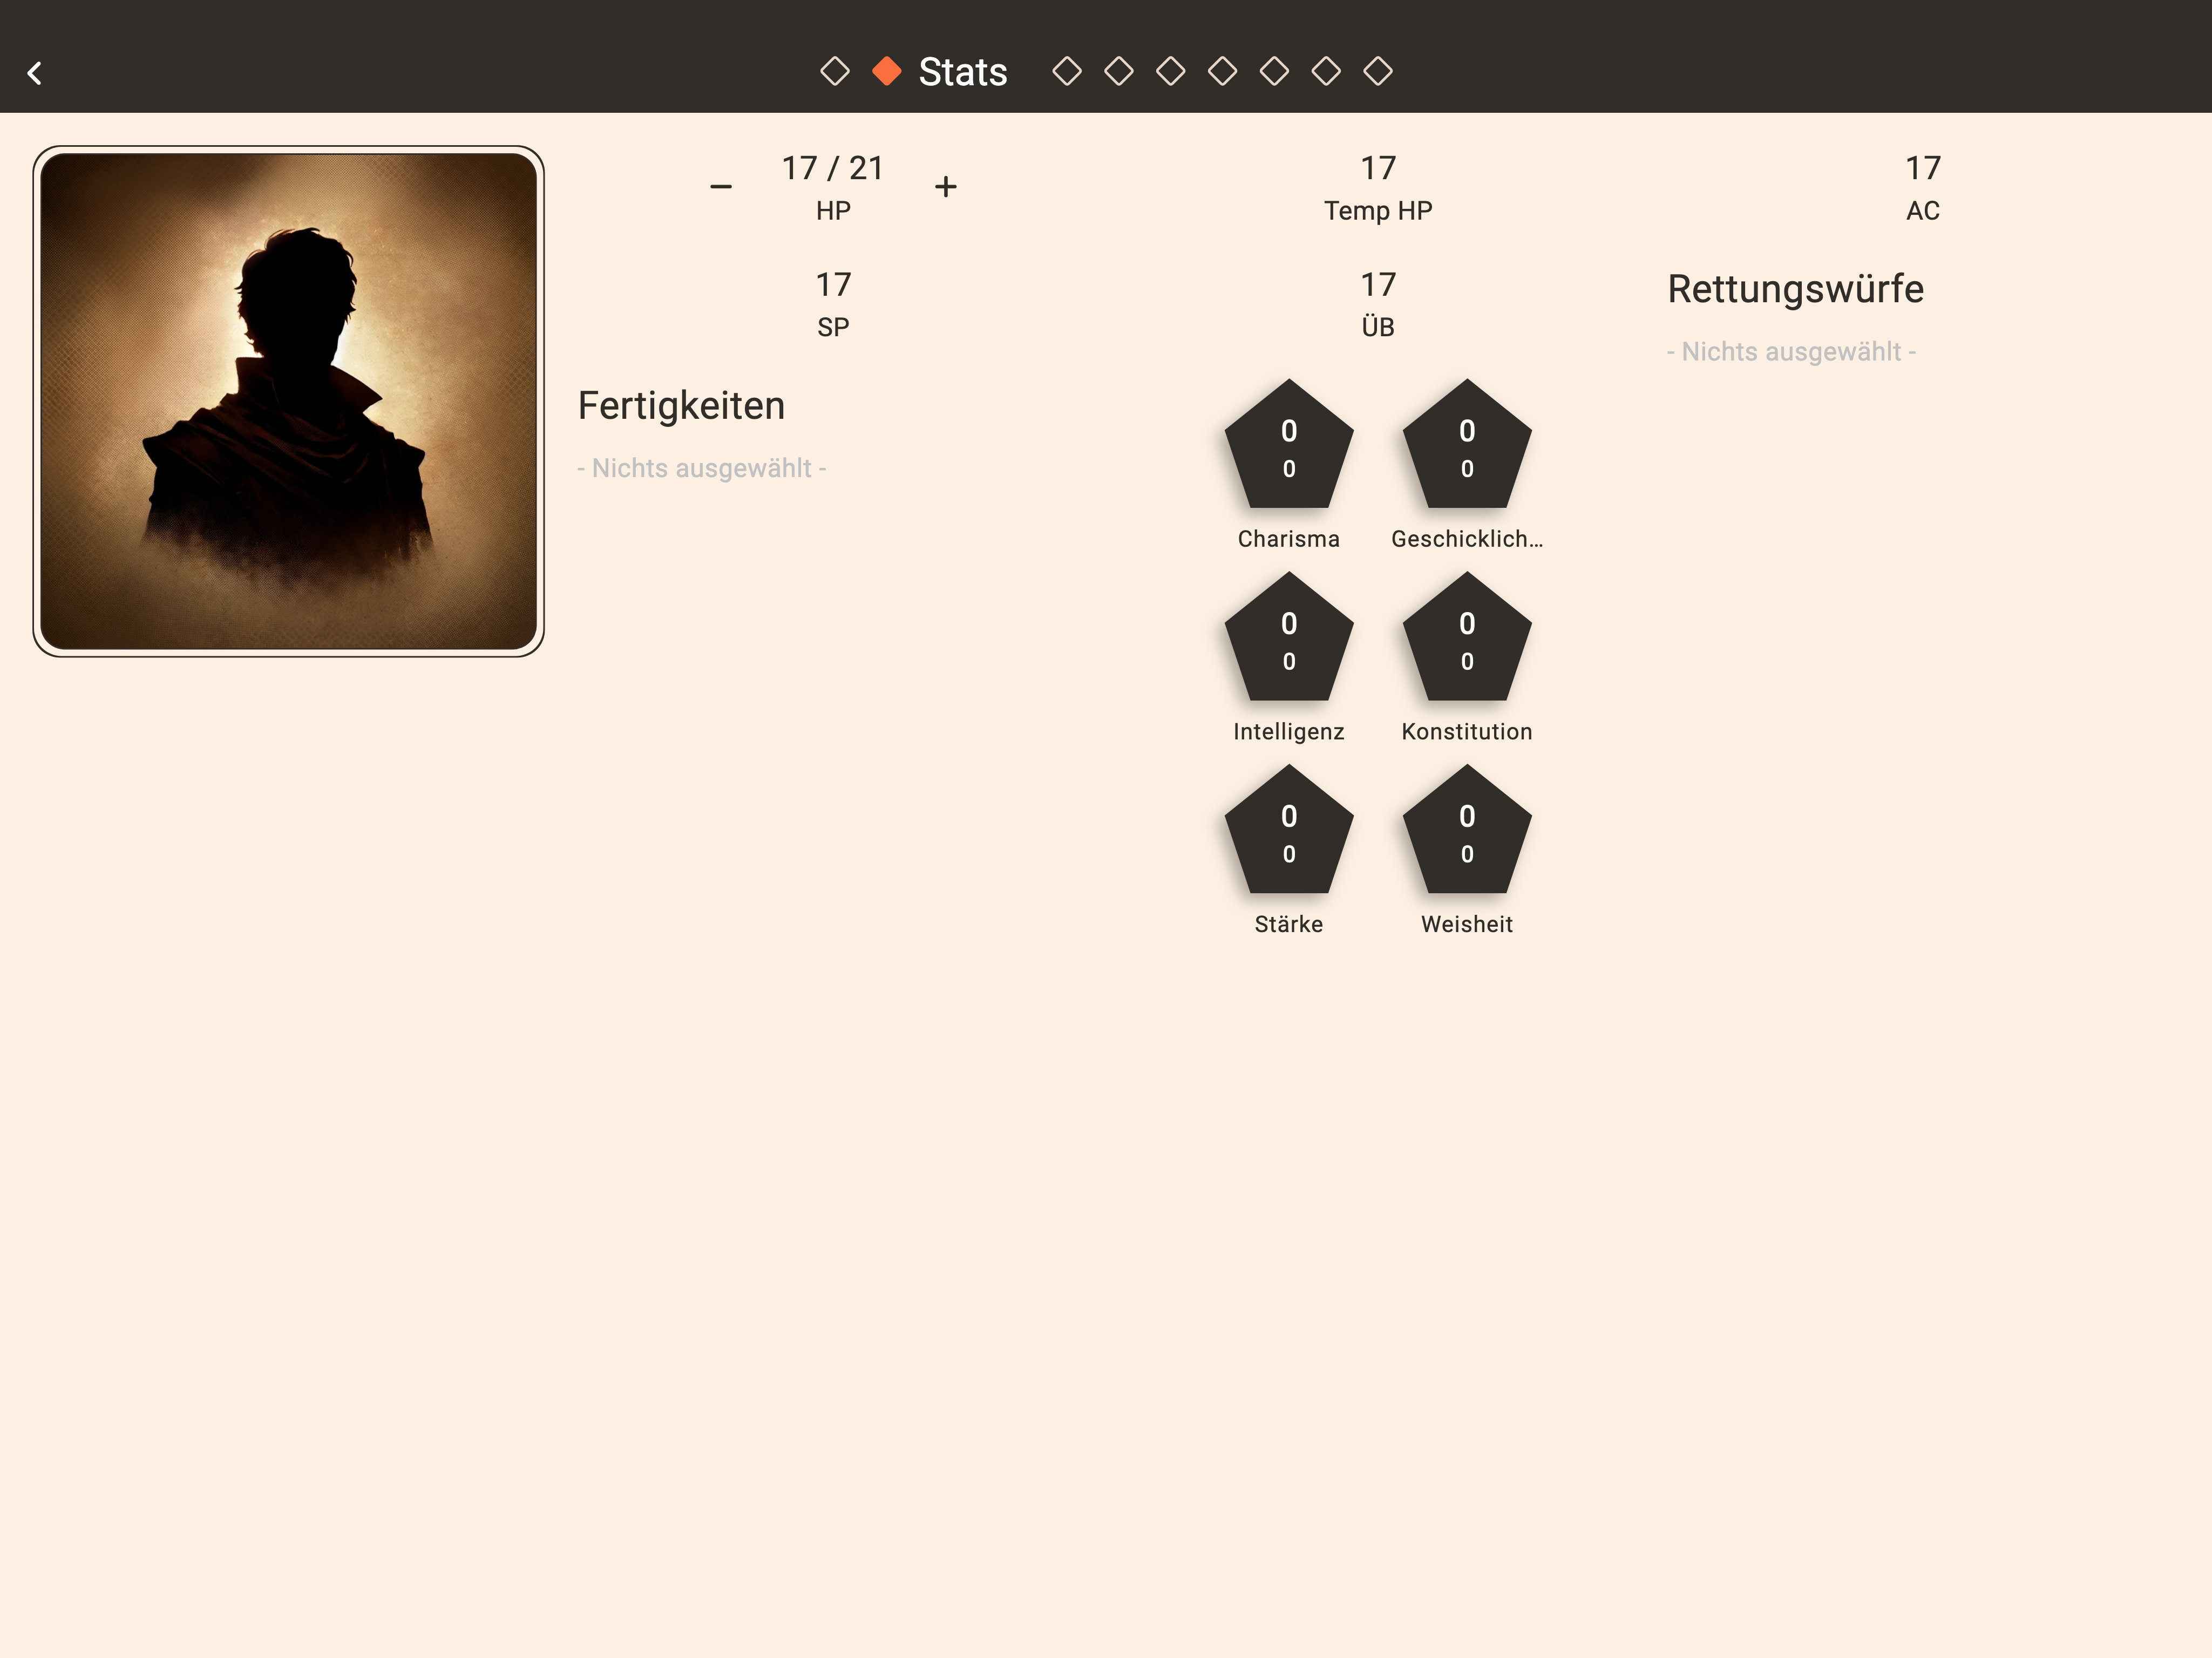 Stats
17 / 21
HP
17
Temp HP
17
AC
17
SP
17
ÜB
Rettungswürfe
- Nichts ausgewählt -
Fertigkeiten
- Nichts ausgewählt -
0
0
Charisma
0
0
Geschicklich...
0
0
Intelligenz
0
0
Konstitution
0
0
Stärke
0
0
Weisheit